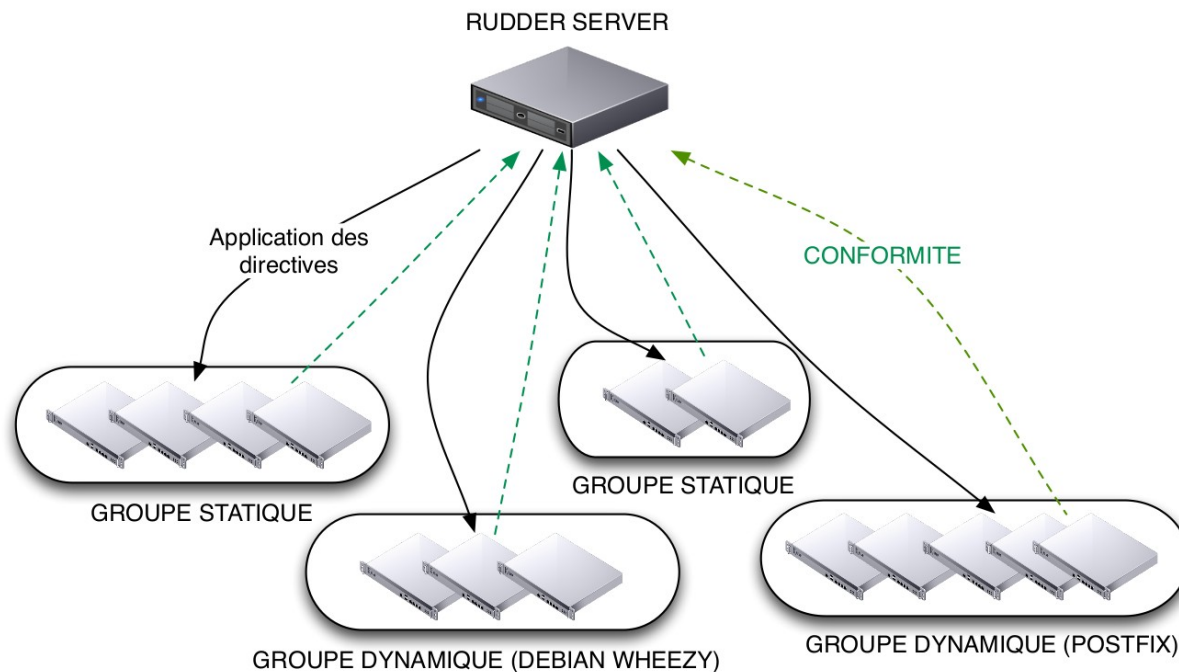 RUDDER SERVER
Application des
directives
CONFORMITE
GROUPE STATIQUE
GROUPE STATIQUE
GROUPE DYNAMIQUE (DEBIAN WHEEZY)
GROUPE DYNAMIQUE (POSTFIX)